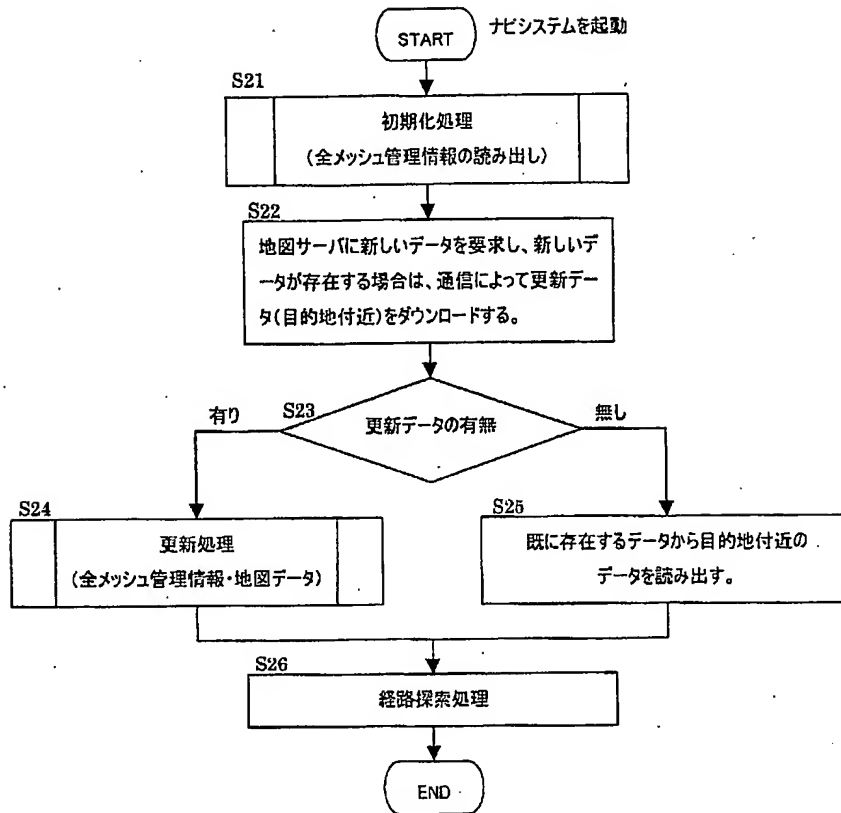 START
ナビシステムを起動
S21
初期化処理
(全メッシュ管理情報の読み出し)
S22
地図サーバに新しいデータを要求し、新しいデ
ータが存在する場合は、通信によって更新デー
タ(目的地付近)をダウンロードする。
S23
更新データの有無
有り
無し
S24
更新処理
(全メッシュ管理情報・地図データ)
S25
既に存在するデータから目的地付近の
データを読み出す。
S26
経路探索処理
END